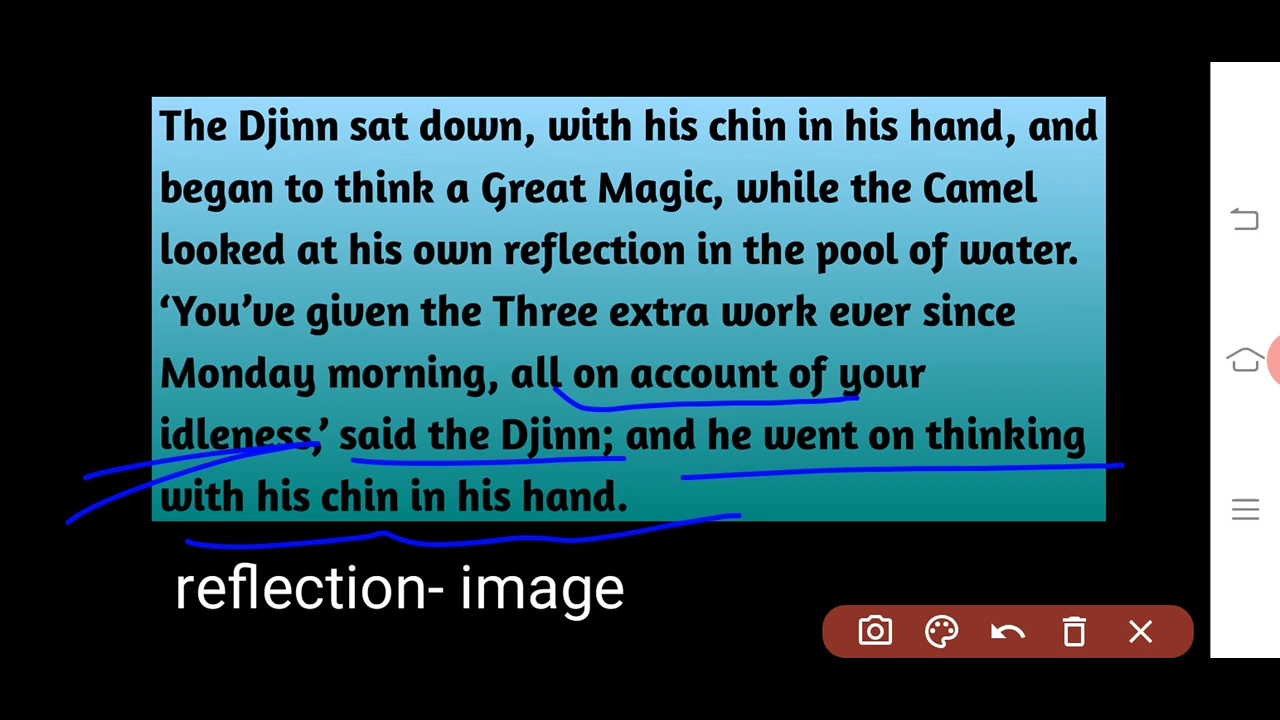 The Djinn sat down, with his chin in his hand, and
began to think a Great Magic, while the Camel
looked at his own reflection in the pool of water.
‘You’ve given the Three extra work ever since
Monday morning, all on account of your
idleness,’ said the Djinn; and he went on thinking
with his chin in his hand.
reflection- image